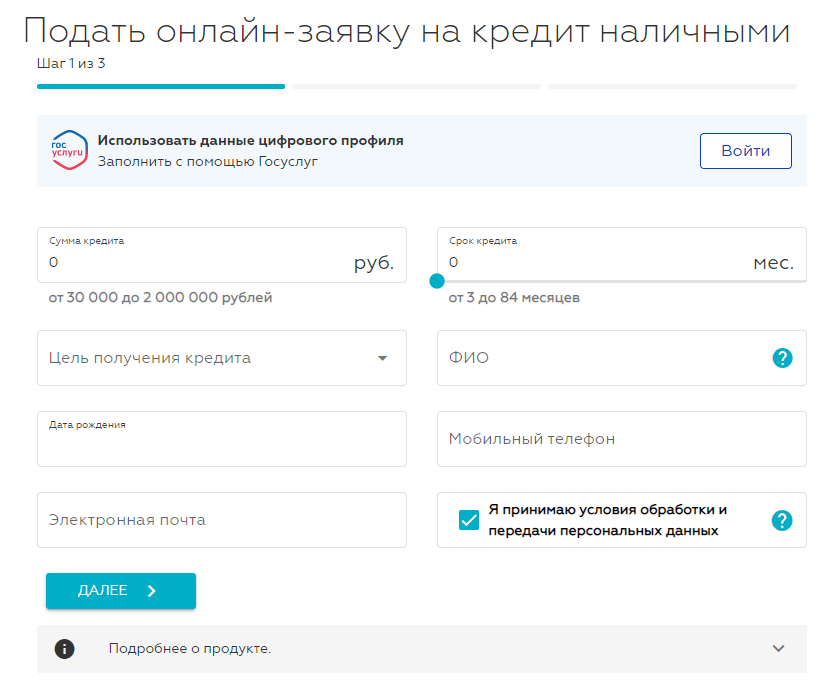 Подать онлайн-заявку на кредит наличными
Шаг 1 из 3
гос
услуги
Использовать данные цифрового профиля
Заполнить с помощью Госуслуг
Войти
Сумма кредита
0
руб.
от 30 000 до 2 000 000 рублей
Срок кредита
0
мес.
от 3 до 84 месяцев
Цель получения кредита
ФИО
?
Дата рождения
Мобильный телефон
Электронная почта
Я принимаю условия обработки и
передачи персональных данных
?
ДАЛЕЕ
Подробнее о продукте.